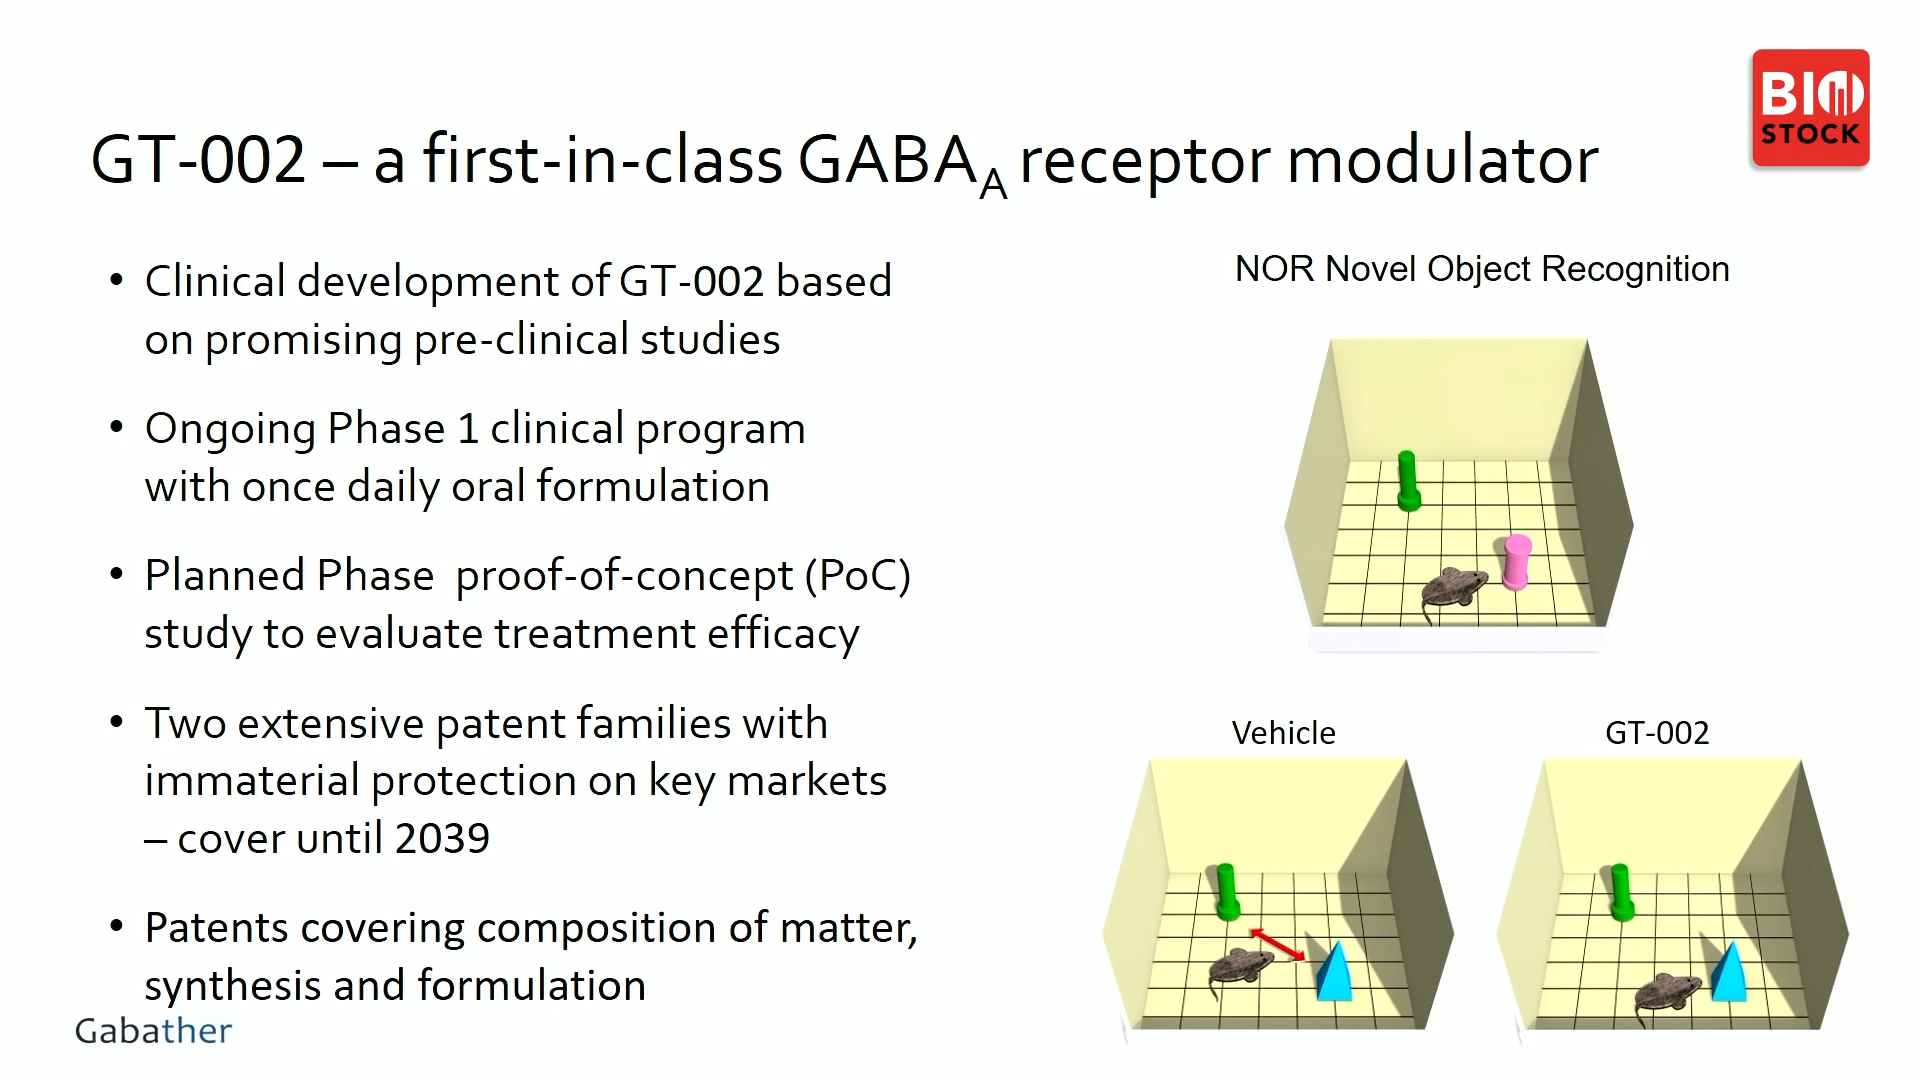 BIO
STOCK
GT-002 – a first-in-class GABAA receptor modulator
• Clinical development of GT-002 based
on promising pre-clinical studies
• Ongoing Phase 1 clinical program
with once daily oral formulation
• Planned Phase  proof-of-concept (PoC)
study to evaluate treatment efficacy
• Two extensive patent families with
immaterial protection on key markets
– cover until 2039
• Patents covering composition of matter,
synthesis and formulation
Gabather
NOR Novel Object Recognition
Vehicle
GT-002